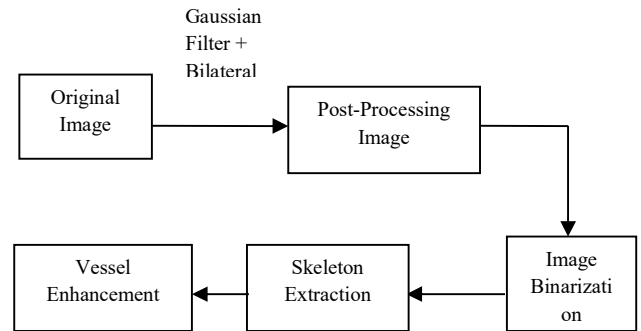 Gaussian
Filter +
Bilateral
Original
Image
Post-Processing
Image
Image
Binarizati
on
Skeleton
Extraction
Vessel
Enhancement